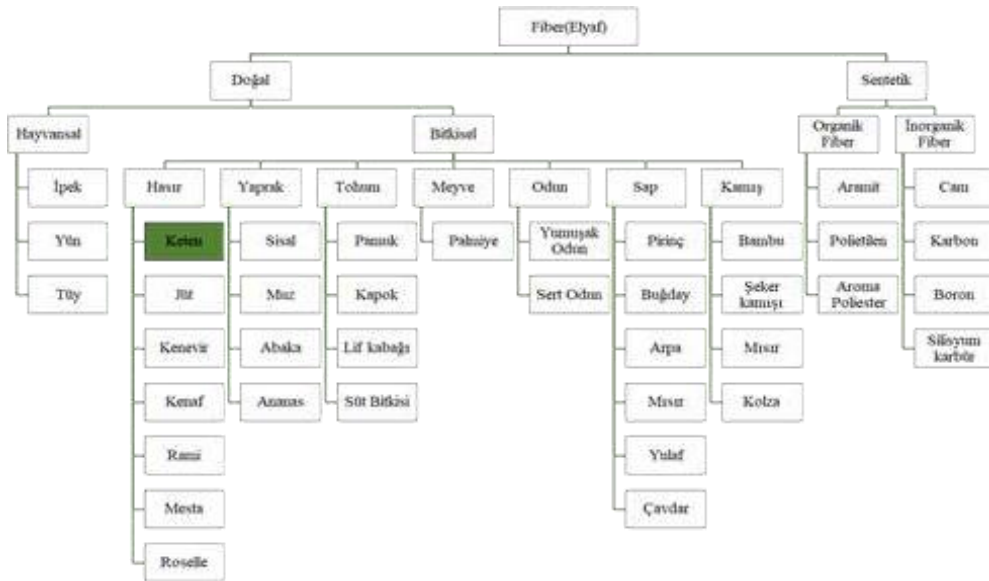 Fiber(Elyaf)
Doğal
Sentetik
Hayvansal
Bitkisel
Organik
Fiber
İnorganik
Fiber
İpek
Yün
Tüy
Hasır
Keten
Jüt
Kenevir
Kenaf
Rami
Mesta
Roselle
Yaprak
Sisal
Muz
Abaka
Ananas
Tohum
Pamuk
Kapok
Lif kabağı
Süt Bitkisi
Meyve
Palmiye
Odun
Yumuşak
Odun
Sert Odun
Sap
Pirinç
Buğday
Arpa
Mısır
Yulaf
Çavdar
Kamış
Bambu
Şeker
kamışı
Mısır
Kolza
Aramit
Polietilen
Aroma
Poliester
Cam
Karbon
Boron
Silisyum
karbür